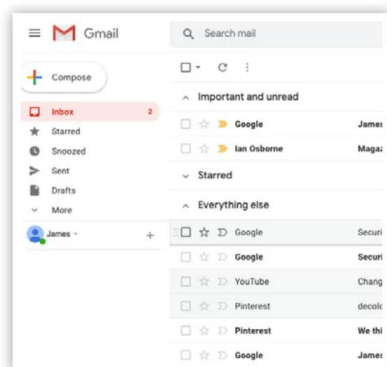 Gmail
Search mail
Compose
Important and unread
Inbox 2
Google James
Starred
Ian Osborne Magaz
Snoozed
Sent
Starred
Drafts
More
Everything else
James
Google Securi
Google Securi
YouTube Chang
Pinterest decolo
Pinterest We thi
Google James